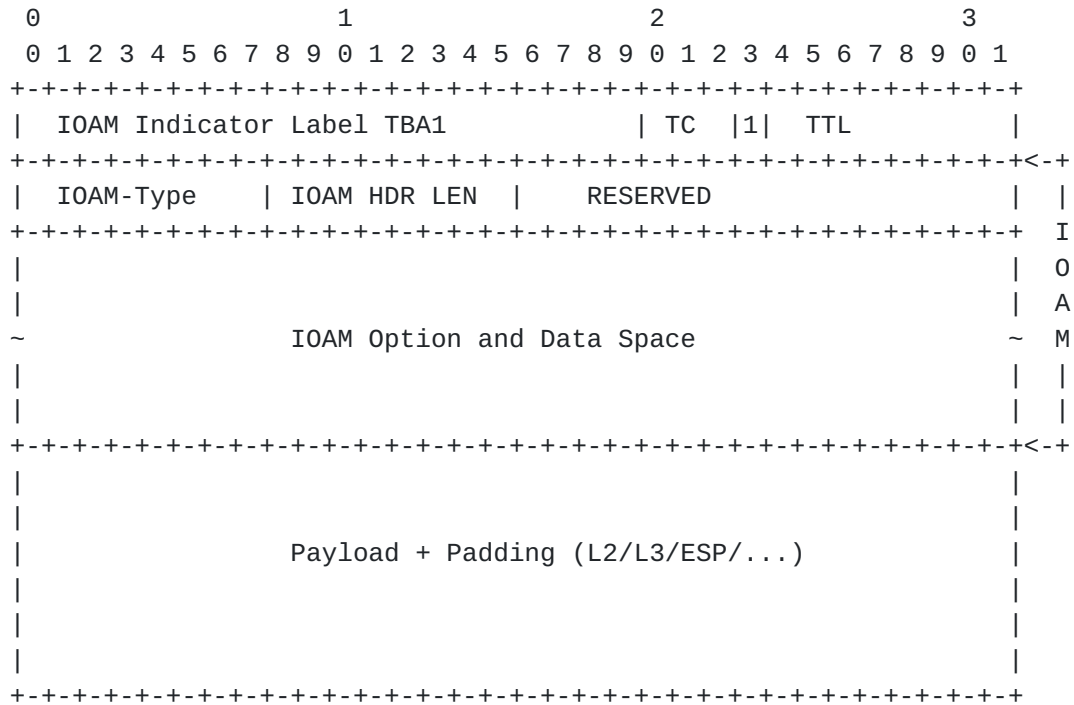 0                   1                   2                   3
 0 1 2 3 4 5 6 7 8 9 0 1 2 3 4 5 6 7 8 9 0 1 2 3 4 5 6 7 8 9 0 1
+-+-+-+-+-+-+-+-+-+-+-+-+-+-+-+-+-+-+-+-+-+-+-+-+-+-+-+-+-+-+-+-+
|  IOAM Indicator Label TBA1            | TC  |1|  TTL          |
+-+-+-+-+-+-+-+-+-+-+-+-+-+-+-+-+-+-+-+-+-+-+-+-+-+-+-+-+-+-+-+-+<-+
|  IOAM-Type    | IOAM HDR LEN  |    RESERVED                   |  |
+-+-+-+-+-+-+-+-+-+-+-+-+-+-+-+-+-+-+-+-+-+-+-+-+-+-+-+-+-+-+-+-+  I
|                                                               |  O
|                                                               |  A
~                 IOAM Option and Data Space                    ~  M
|                                                               |  |
|                                                               |  |
+-+-+-+-+-+-+-+-+-+-+-+-+-+-+-+-+-+-+-+-+-+-+-+-+-+-+-+-+-+-+-+-+<-+
|                                                               |
|                                                               |
|                 Payload + Padding (L2/L3/ESP/...)             |
|                                                               |
|                                                               |
|                                                               |
+-+-+-+-+-+-+-+-+-+-+-+-+-+-+-+-+-+-+-+-+-+-+-+-+-+-+-+-+-+-+-+-+